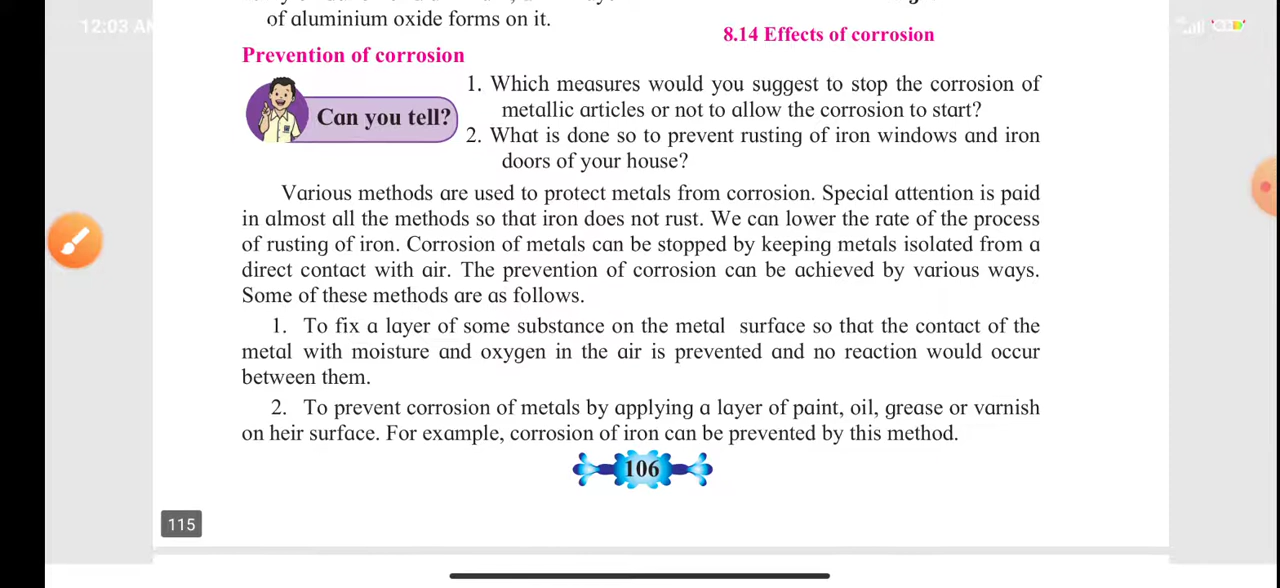 12:03 AM
of aluminium oxide forms on it.
8.14 Effects of corrosion
Prevention of corrosion
Can you tell?
1. Which measures would you suggest to stop the corrosion of
metallic articles or not to allow the corrosion to start?
2. What is done so to prevent rusting of iron windows and iron
doors of your house?
Various methods are used to protect metals from corrosion. Special attention is paid
in almost all the methods so that iron does not rust. We can lower the rate of the process
of rusting of iron. Corrosion of metals can be stopped by keeping metals isolated from a
direct contact with air. The prevention of corrosion can be achieved by various ways.
Some of these methods are as follows.
1. To fix a layer of some substance on the metal surface so that the contact of the
metal with moisture and oxygen in the air is prevented and no reaction would occur
between them.
2. To prevent corrosion of metals by applying a layer of paint, oil, grease or varnish
on heir surface. For example, corrosion of iron can be prevented by this method.
106
115